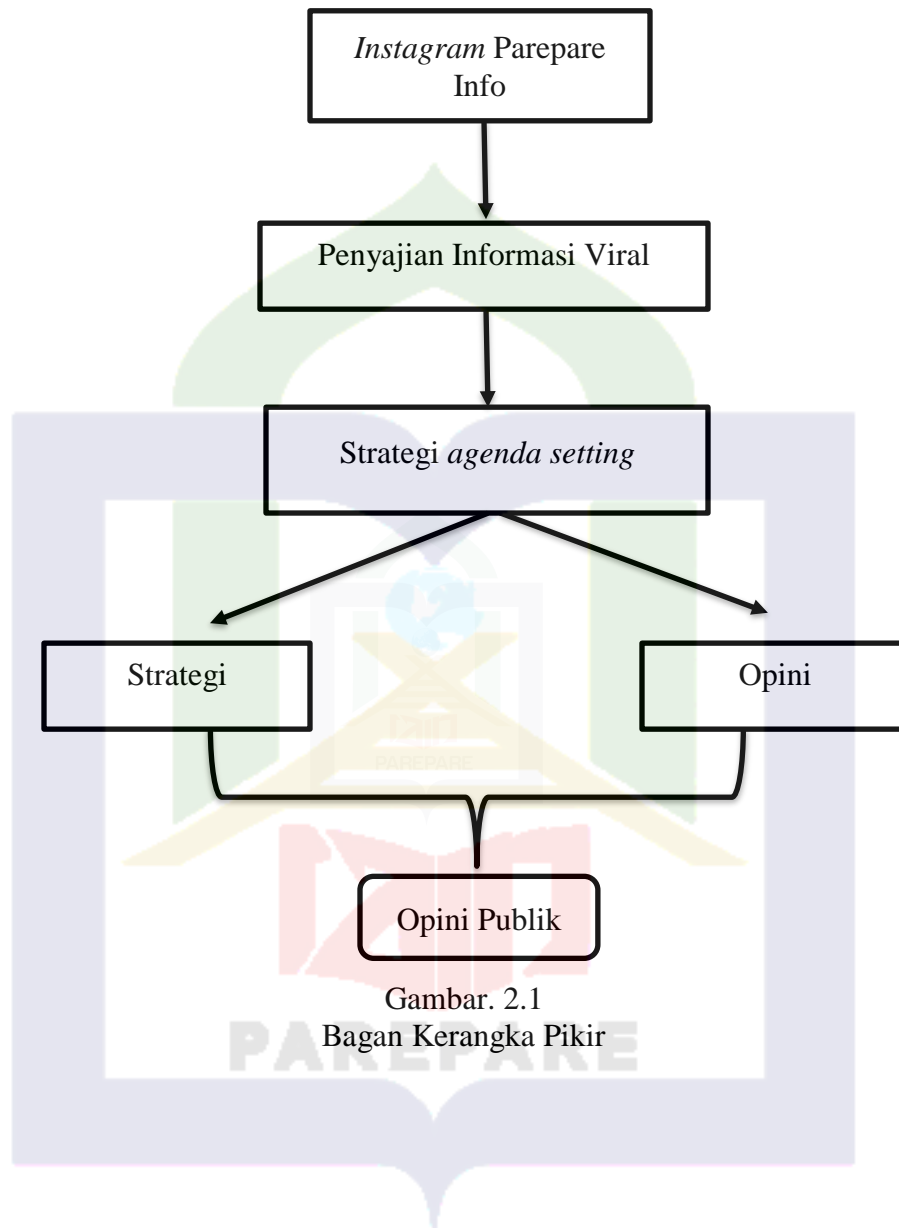 Instagram Parepare
Info
Penyajian Informasi Viral
Strategi agenda setting
Strategi
Opini
PAREPARE
Opini Publik
Gambar. 2.1
Bagan Kerangka Pikir
PAREPARE